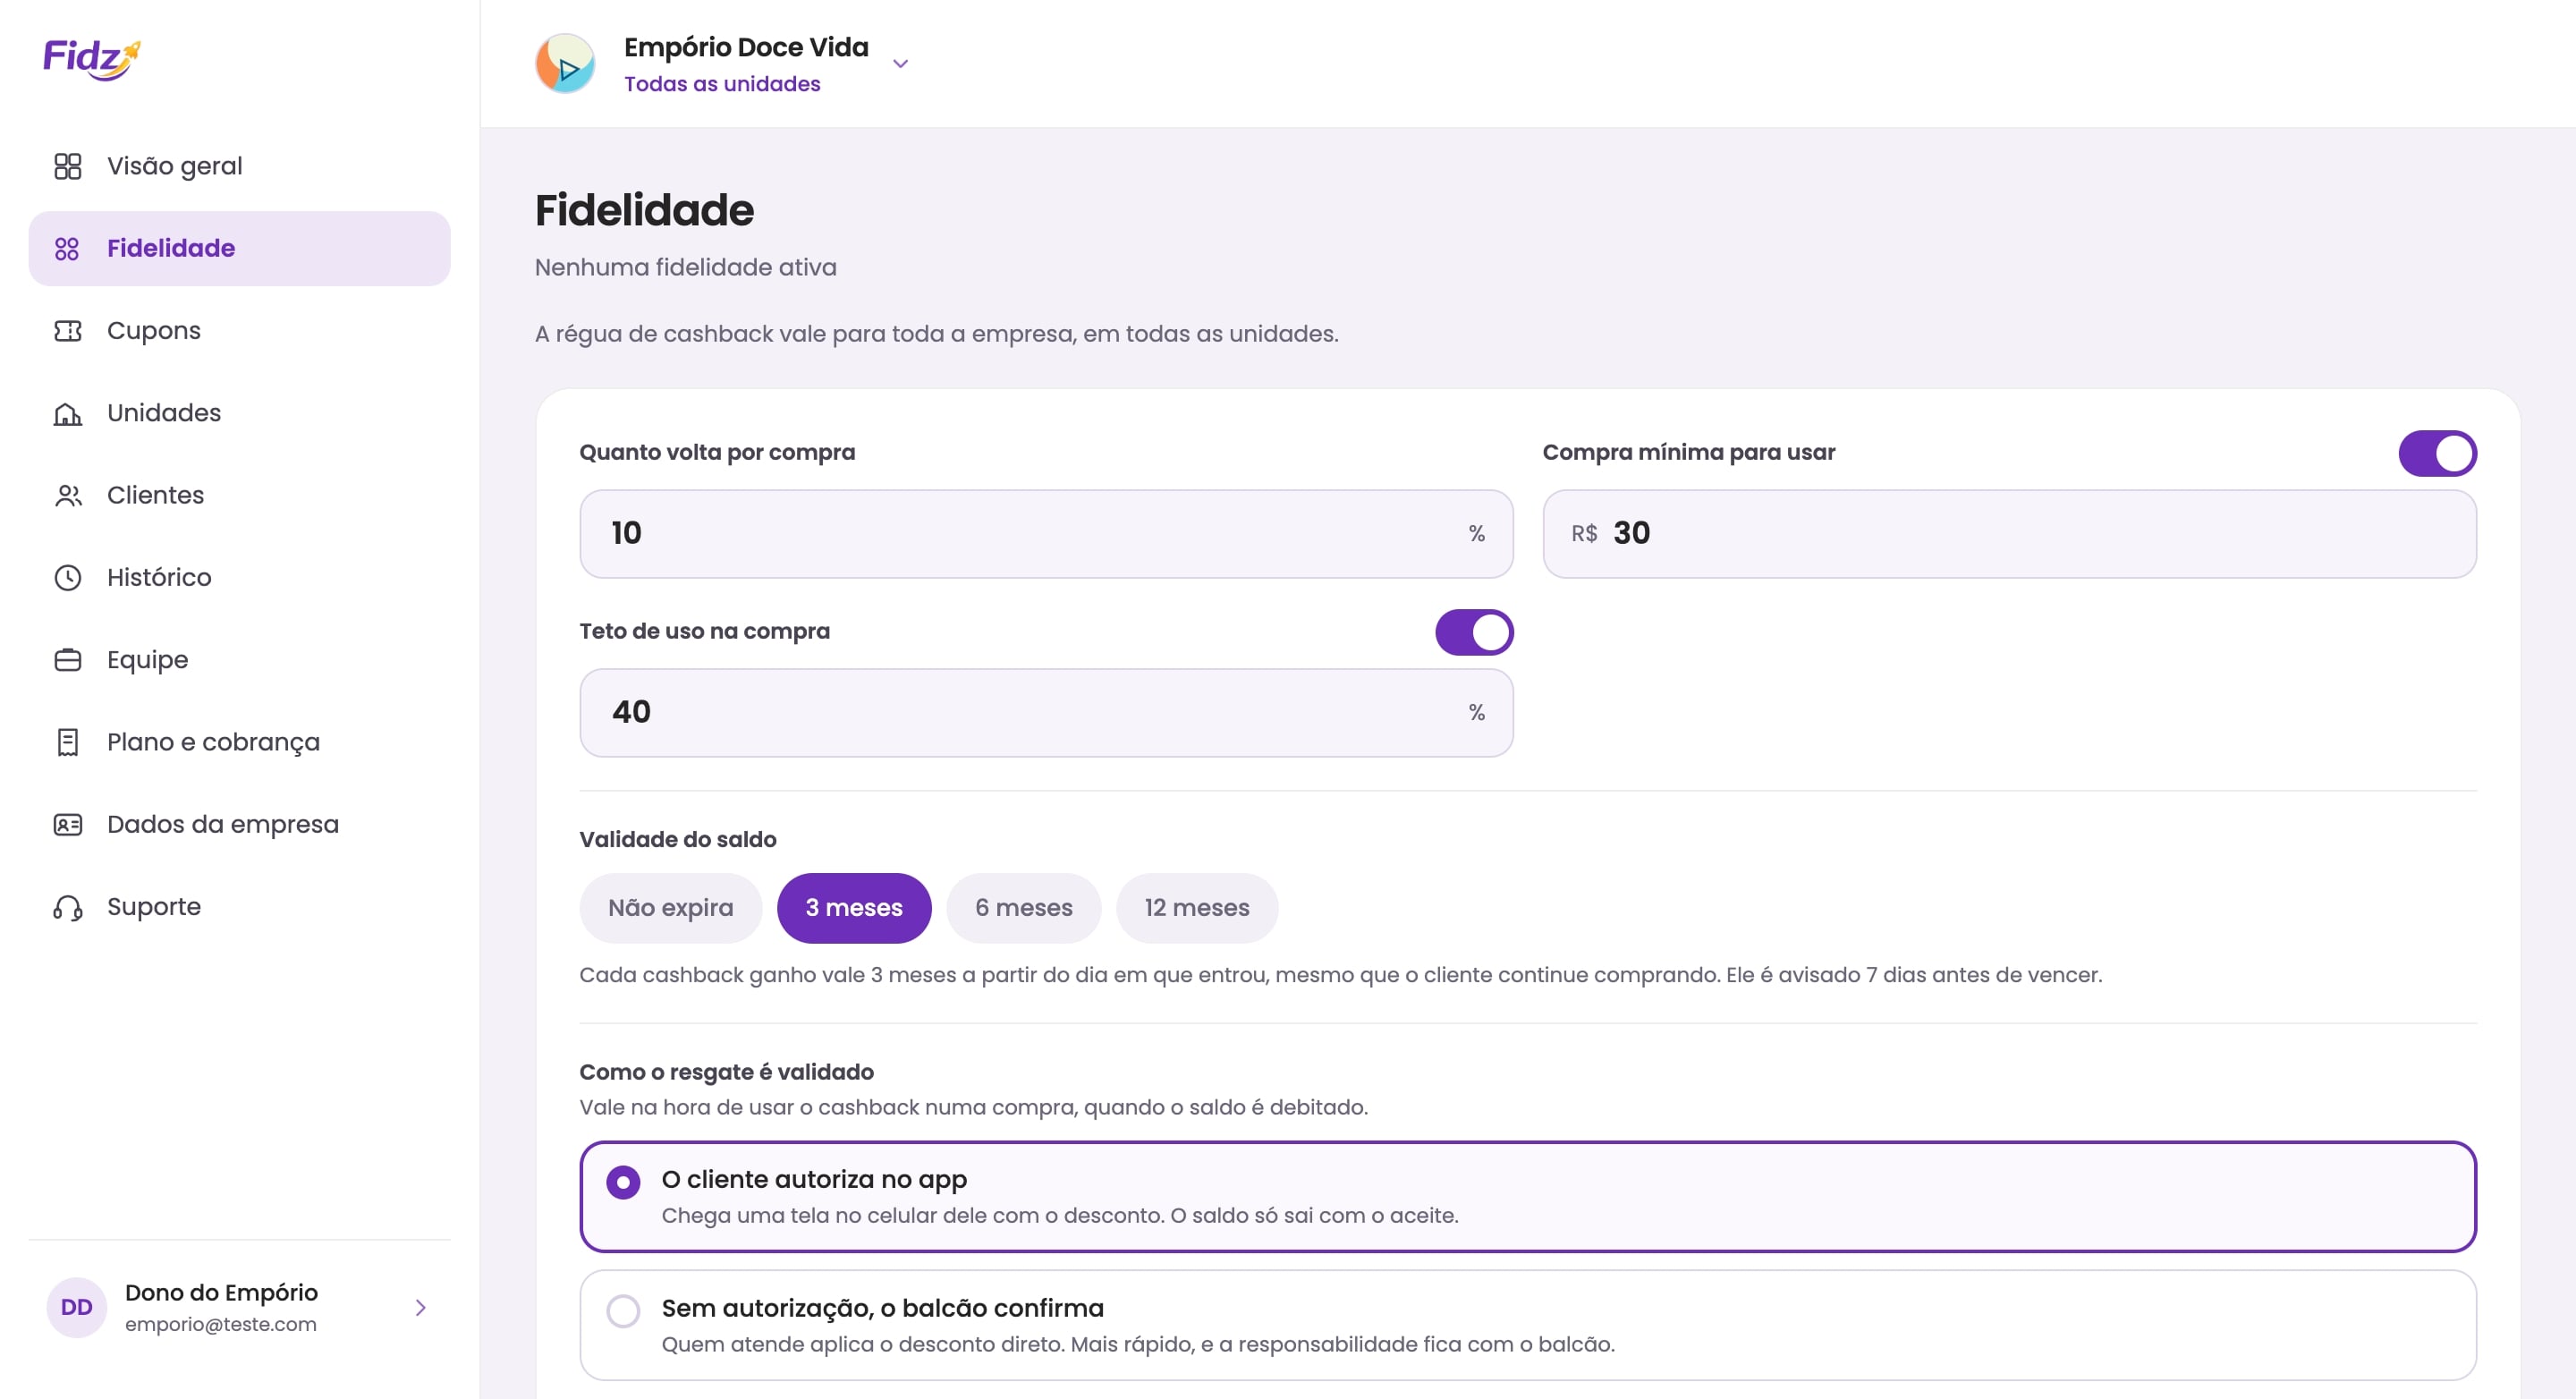 Fidz
Visão geral
Fidelidade
Cupons
Unidades
Clientes
Histórico
Equipe
Plano e cobrança
Dados da empresa
Suporte
DD
Dono do Empório
emporio@teste.com
Empório Doce Vida
Todas as unidades
Fidelidade
Nenhuma fidelidade ativa
A régua de cashback vale para toda a empresa, em todas as unidades.
Quanto volta por compra
10 %
Compra mínima para usar
R$ 30
Teto de uso na compra
40 %
Validade do saldo
Não expira 3 meses 6 meses 12 meses
Cada cashback ganho vale 3 meses a partir do dia em que entrou, mesmo que o cliente continue comprando. Ele é avisado 7 dias antes de vencer.
Como o resgate é validado
Vale na hora de usar o cashback numa compra, quando o saldo é debitado.
O cliente autoriza no app
Chega uma tela no celular dele com o desconto. O saldo só sai com o aceite.
Sem autorização, o balcão confirma
Quem atende aplica o desconto direto. Mais rápido, e a responsabilidade fica com o balcão.